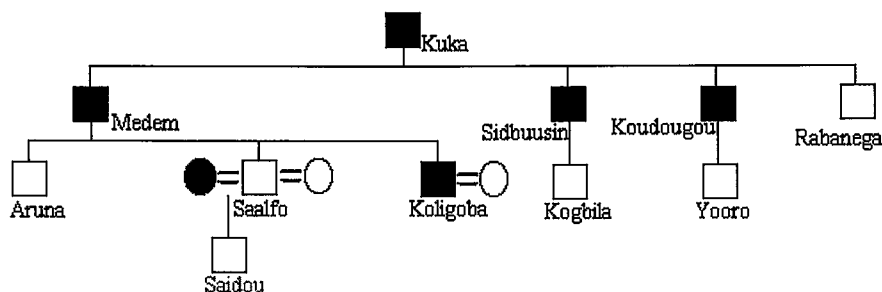 Kuka
Medem
Sidbuusin
Koudougou
Rabanega
Aruna
Saalfo
Koligoba
Kogbila
Yooro
Saidou